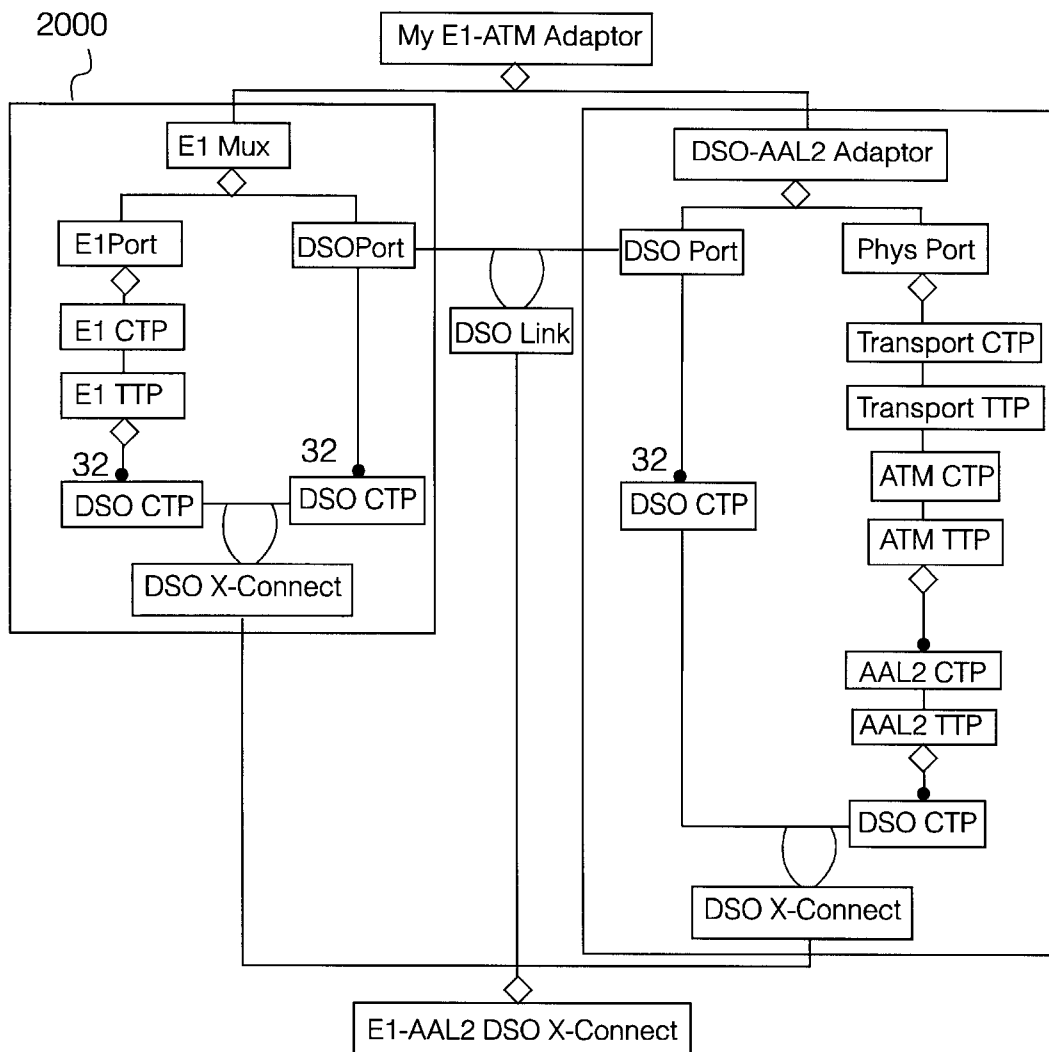 2000
My E1-ATM Adaptor
E1 Mux
DSO-AAL2 Adaptor
E1Port
DSOPort
DSO Port
Phys Port
E1 CTP
DSO Link
Transport CTP
E1 TTP
Transport TTP
32
32
32
ATM CTP
DSO CTP
DSO CTP
DSO CTP
ATM TTP
DSO X-Connect
AAL2 CTP
AAL2 TTP
DSO CTP
DSO X-Connect
E1-AAL2 DSO X-Connect